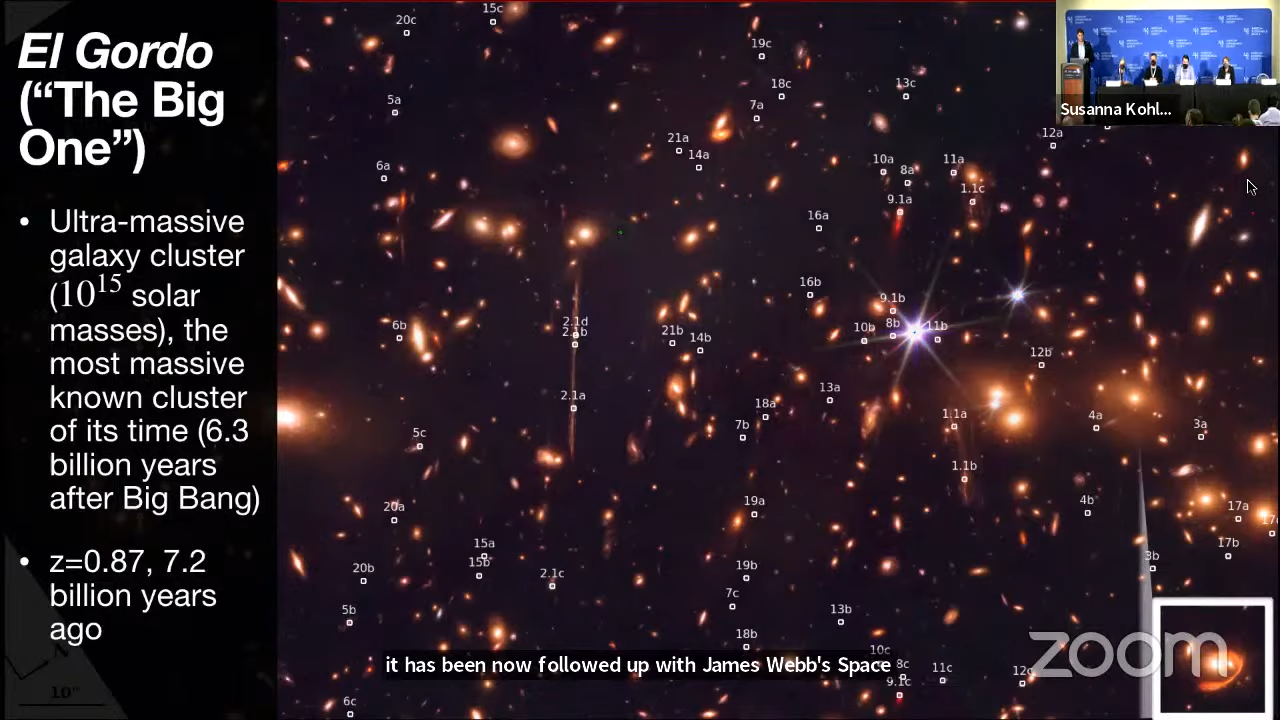 El Gordo
(“The Big
One”)
• Ultra-massive
galaxy cluster
(10^15 solar
masses), the
most massive
known cluster
of its time (6.3
billion years
after Big Bang)
• z=0.87, 7.2
billion years
ago
N
10"
15c
20c
19c
18c
13c
5a
7a
12a
21a
14a
6a
10a
8a
11a
1.1c
9.1a
16a
16b
9.1b
2.1d
2.1b
6b
21b
14b
10b
8b
11b
12b
13a
2.1a
18a
1.1a
4a
3a
7b
5c
1.1b
20a
19a
4b
17a
15a
17b
15b
3b
20b
2.1c
19b
7c
5b
13b
18b
10c
8c
11c
12c
9.1c
6c
Susanna Kohl...
it has been now followed up with James Webb's Space
zoom